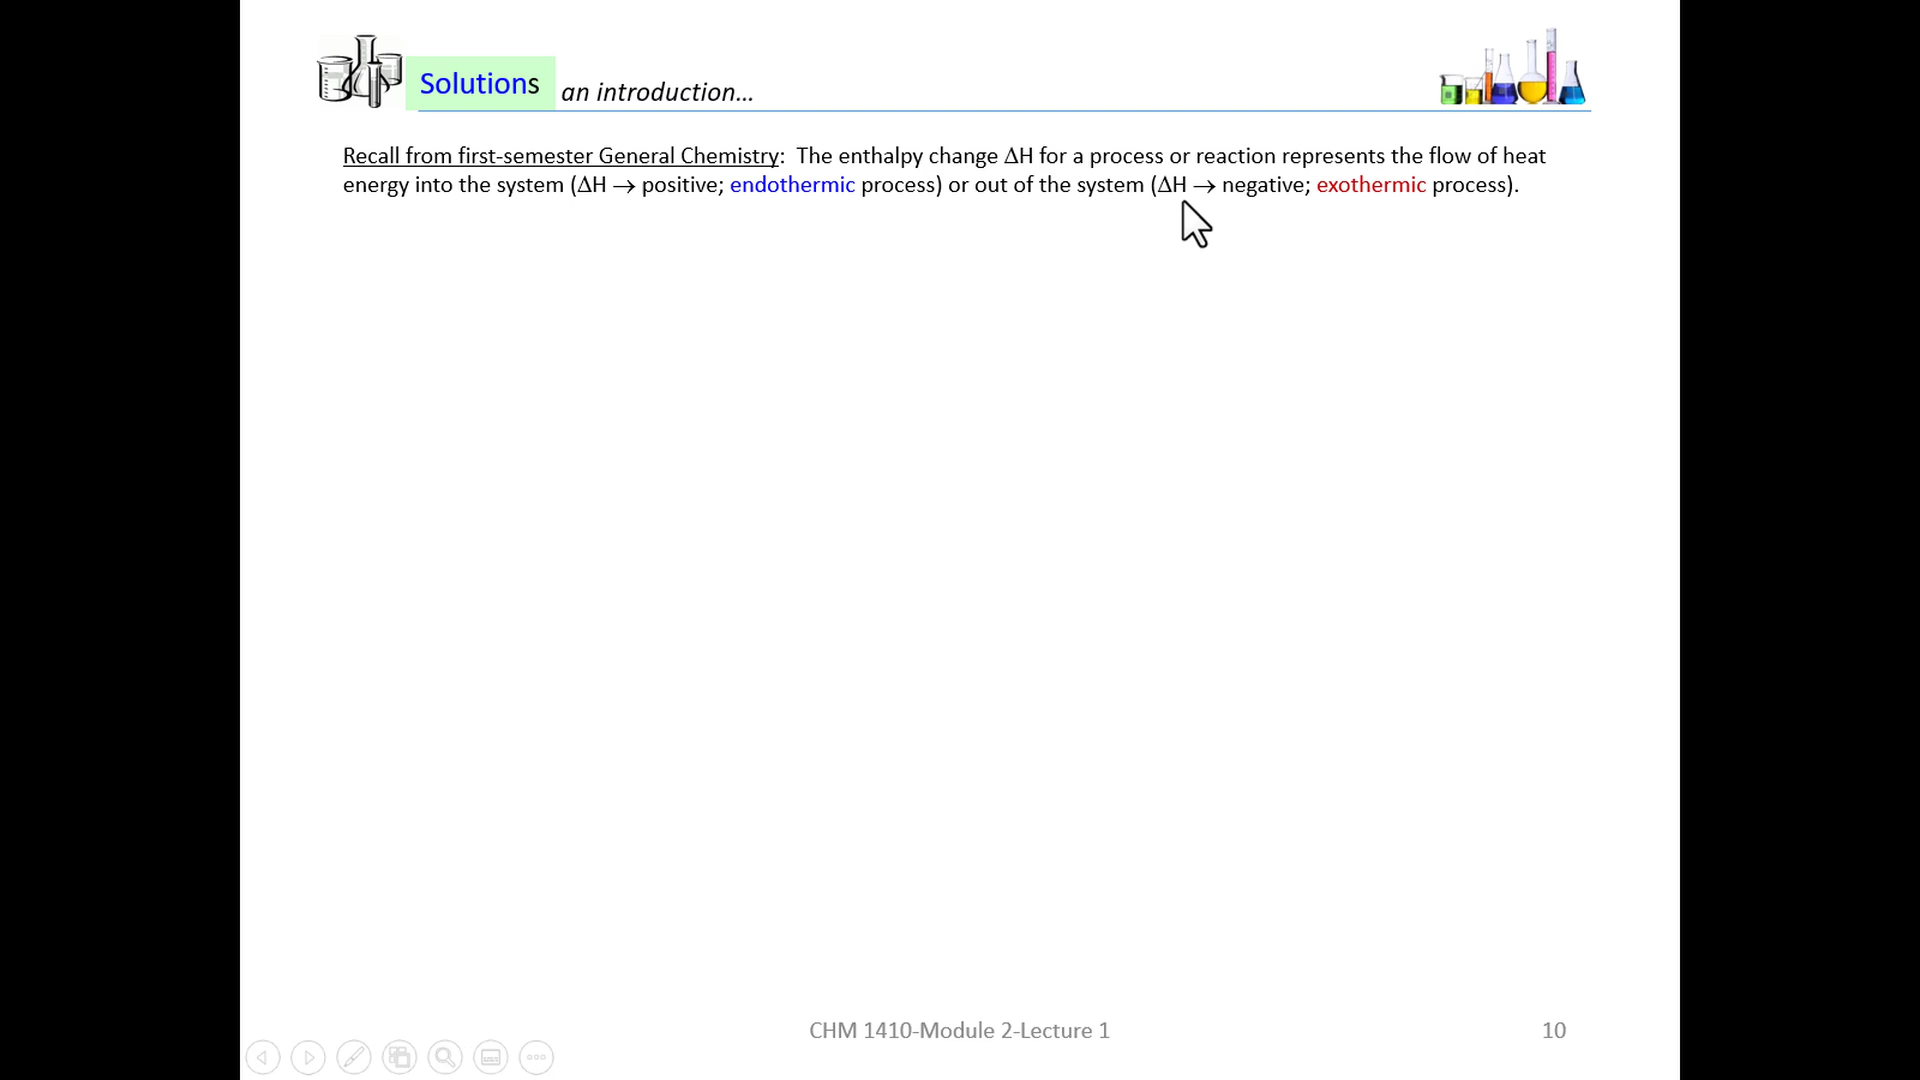 Solutions an introduction...
Recall from first-semester General Chemistry:  The enthalpy change ΔH for a process or reaction represents the flow of heat
energy into the system (ΔH → positive; endothermic process) or out of the system (ΔH → negative; exothermic process).
CHM 1410-Module 2-Lecture 1 10